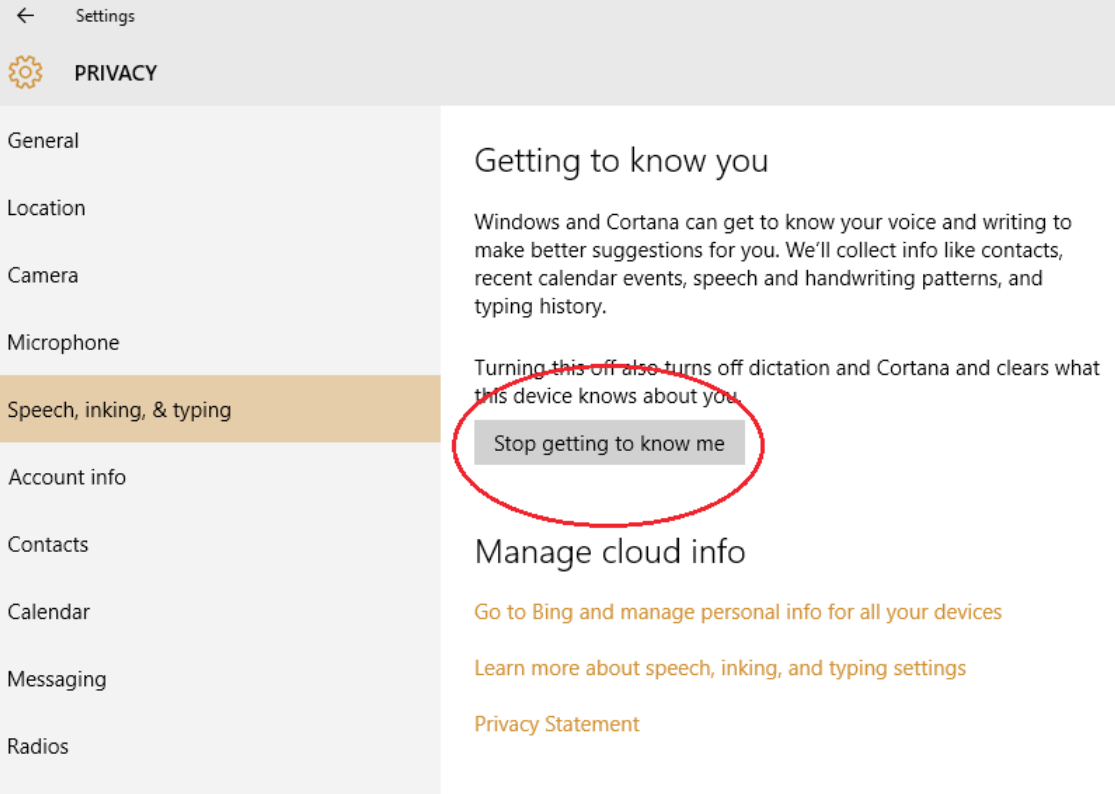 Settings
PRIVACY
General
Location
Camera
Microphone
Speech, inking, & typing
Account info
Contacts
Calendar
Messaging
Radios
Getting to know you
Windows and Cortana can get to know your voice and writing to
make better suggestions for you. We'll collect info like contacts,
recent calendar events, speech and handwriting patterns, and
typing history.
Turning this off also turns off dictation and Cortana and clears what
this device knows about you.
Stop getting to know me
Manage cloud info
Go to Bing and manage personal info for all your devices
Learn more about speech, inking, and typing settings
Privacy Statement